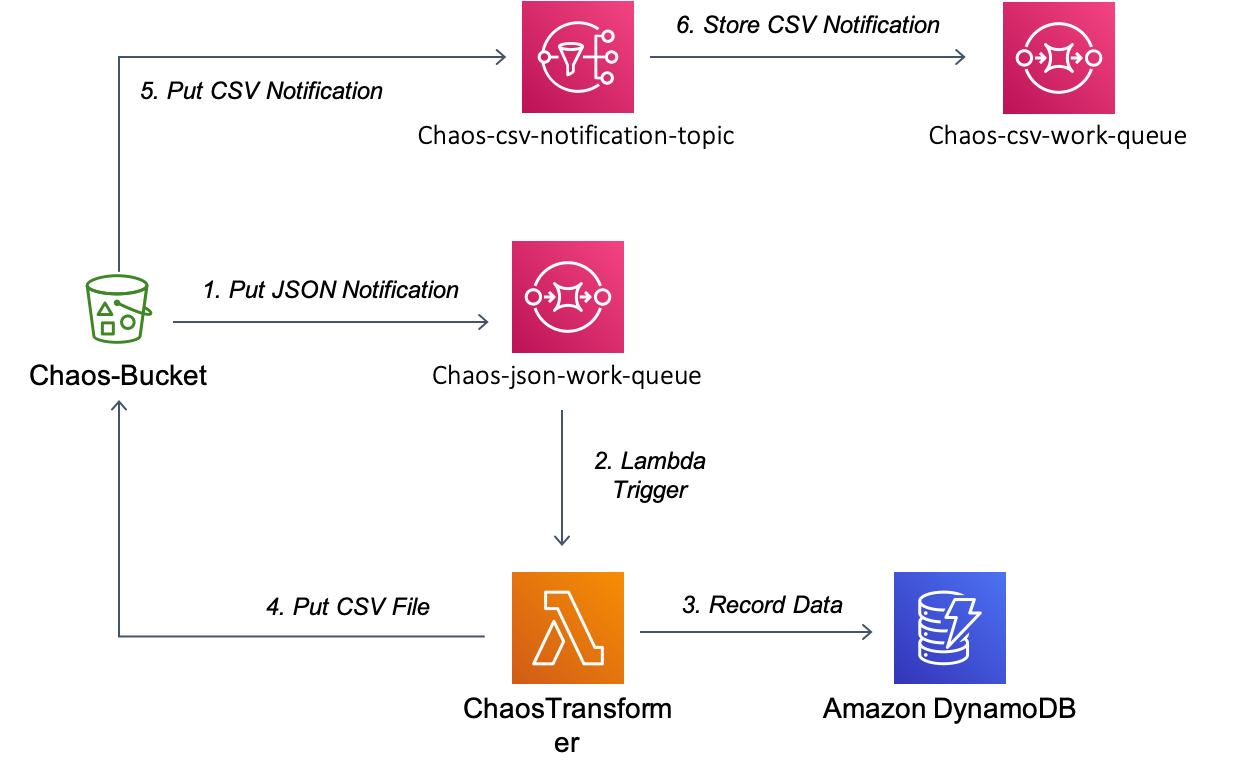 6. Store CSV Notification
5. Put CSV Notification
Chaos-csv-notification-topic
Chaos-csv-work-queue
1. Put JSON Notification
Chaos-Bucket
Chaos-json-work-queue
2. Lambda
Trigger
4. Put CSV File
3. Record Data
ChaosTransform
er
Amazon DynamoDB